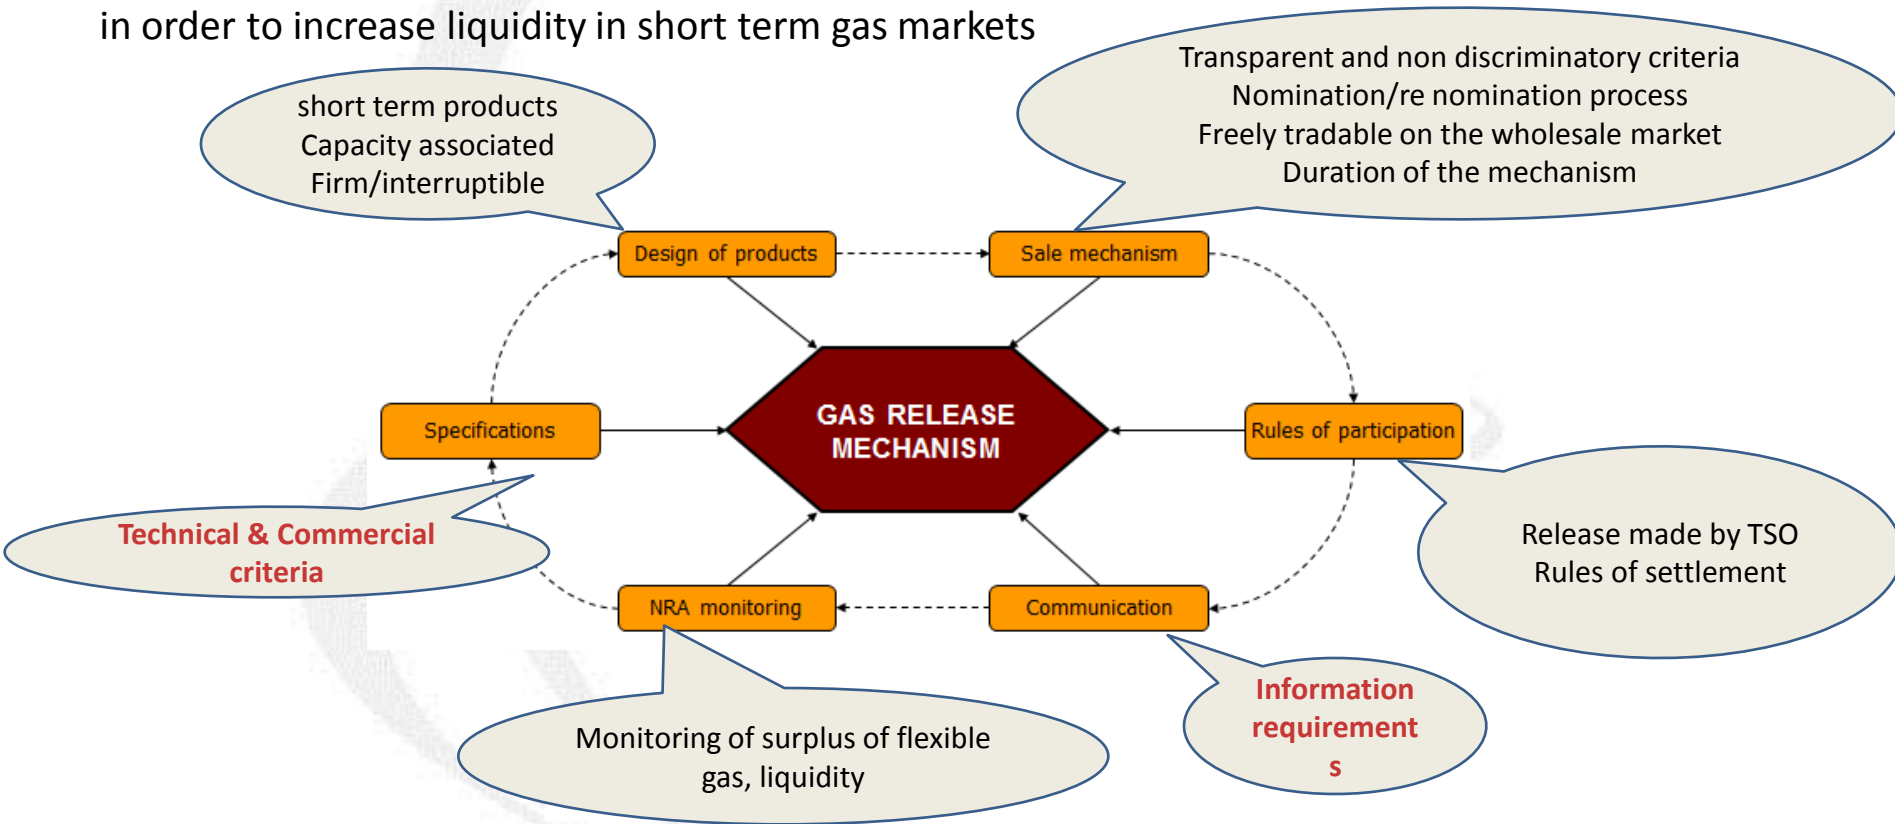 in order to increase liquidity in short term gas markets
short term products
Capacity associated
Firm/interruptible
Transparent and non discriminatory criteria
Nomination/re nomination process
Freely tradable on the wholesale market
Duration of the mechanism
Design of products
Sale mechanism
Specifications
GAS RELEASE
MECHANISM
Rules of participation
Technical & Commercial
criteria
Release made by TSO
Rules of settlement
NRA monitoring
Communication
Monitoring of surplus of flexible
gas, liquidity
Information
requirement
s